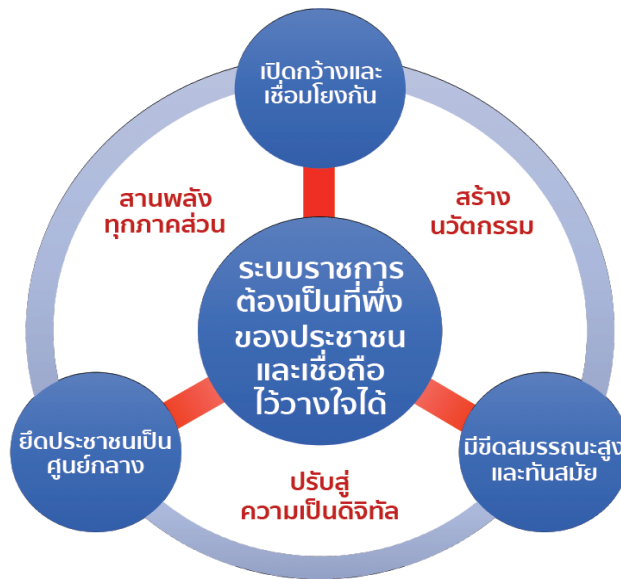 เปิดกว้างและ
เชื่อมโยงกัน
สานพลัง
ทุกภาคส่วน
สร้าง
นวัตกรรม
ระบบราชการ
ต้องเป็นที่พึ่ง
ของประชาชน
และเชื่อถือ
ไว้วางใจได้
ยึดประชาชนเป็น
ศูนย์กลาง
มีขีดสมรรถนะสูง
และทันสมัย
ปรับสู่
ความเป็นดิจิทัล